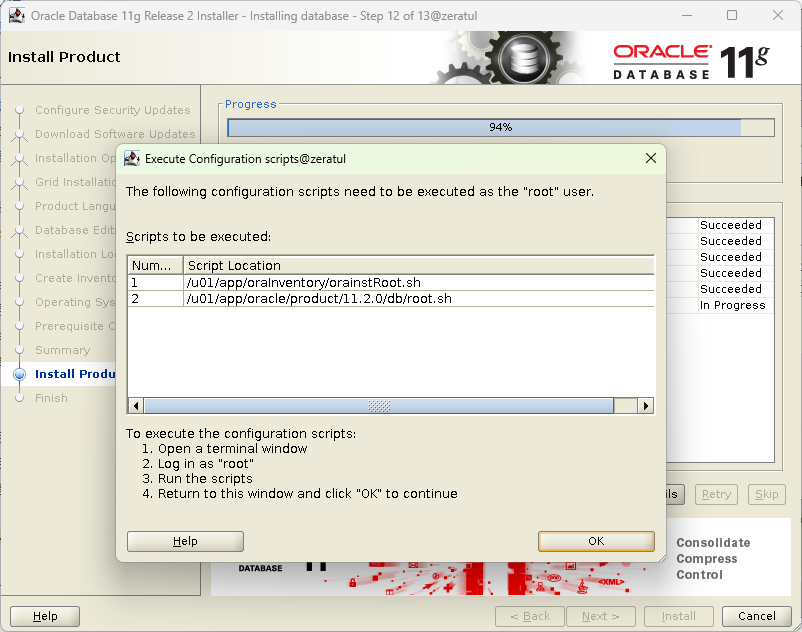 Oracle Database 11g Release 2 Installer - Installing database - Step 12 of 13@zeratul
Install Product
ORACLE
DATABASE
11g
Configure Security Updates
Download Software Updates
Installation Op
Grid Installatio
Product Langu
Database Editi
Installation Lo
Create Invento
Operating Sys
Prerequisite C
Summary
Install Produ
Finish
Progress
94%
Execute Configuration scripts@zeratul
The following configuration scripts need to be executed as the "root" user.
Scripts to be executed:
Num... Script Location
1 /u01/app/oraInventory/orainstRoot.sh
2 /u01/app/oracle/product/11.2.0/db/root.sh
To execute the configuration scripts:
1. Open a terminal window
2. Log in as "root"
3. Run the scripts
4. Return to this window and click "OK" to continue
Help OK
Succeeded
Succeeded
Succeeded
Succeeded
Succeeded
In Progress
ils Retry Skip
DATABASE
<XML>
Consolidate
Compress
Control
Help < Back Next > Install Cancel